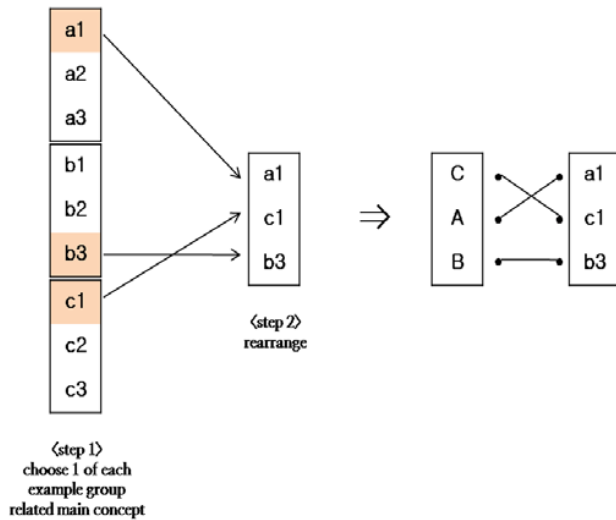 a1
a2
a3
b1
b2
b3
c1
c2
c3
〈step 1〉
choose 1 of each
example group
related main concept
a1
c1
b3
〈step 2〉
rearrange
⇒
C
A
B
a1
c1
b3